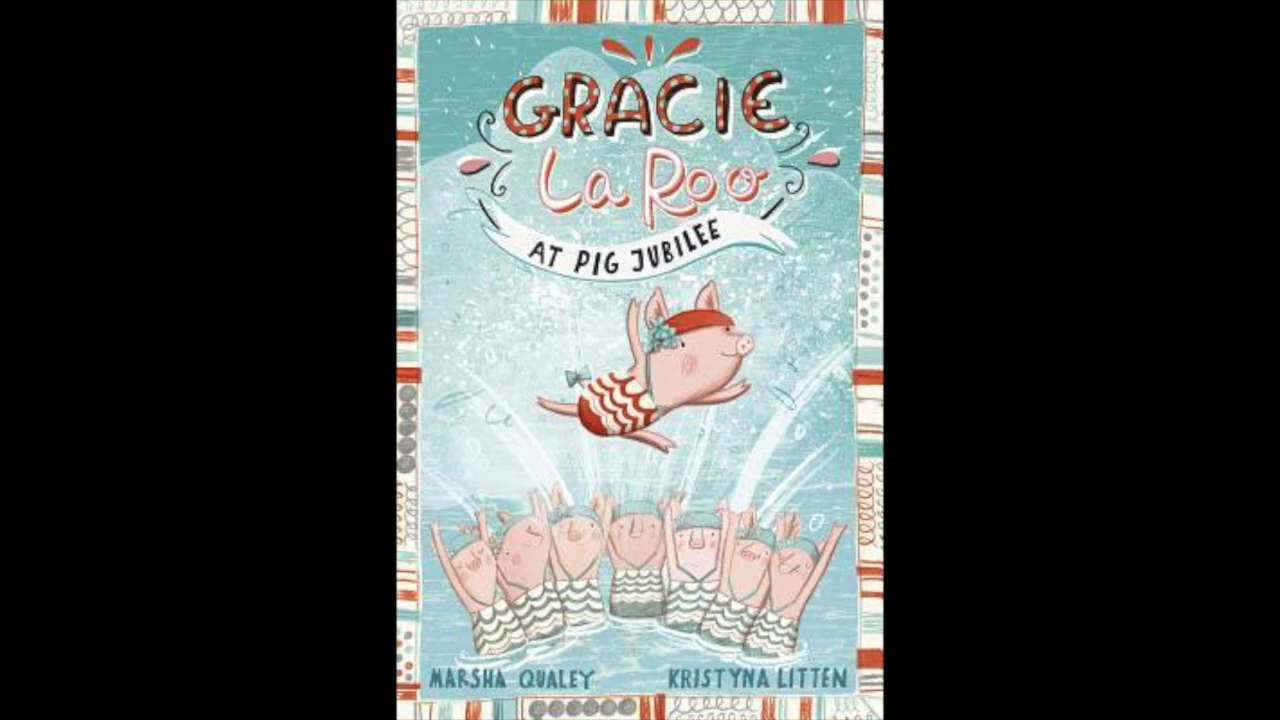 GRACIE
La Roo
AT PIG JUBILEE
MARSHA QUALEY
KRISTYNA LITTEN